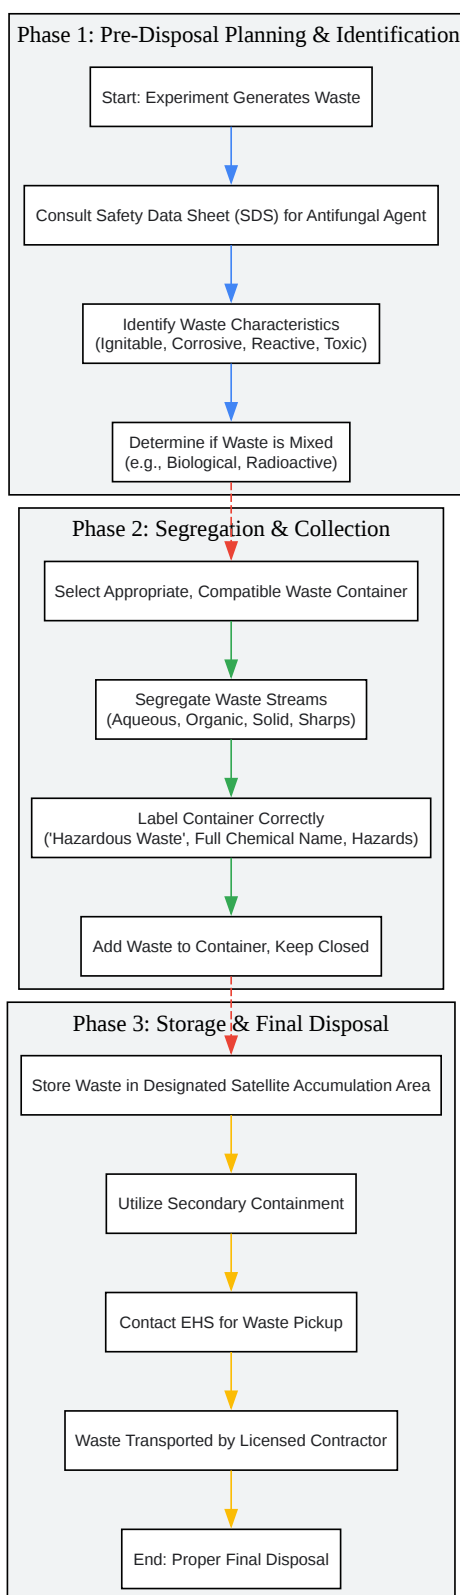 Phase 1: Pre-Disposal Planning & Identification
Start: Experiment Generates Waste
Consult Safety Data Sheet (SDS) for Antifungal Agent
Identify Waste Characteristics
(Ignitable, Corrosive, Reactive, Toxic)
Determine if Waste is Mixed
(e.g., Biological, Radioactive)
Phase 2: Segregation & Collection
Select Appropriate, Compatible Waste Container
Segregate Waste Streams
(Aqueous, Organic, Solid, Sharps)
Label Container Correctly
('Hazardous Waste', Full Chemical Name, Hazards)
Add Waste to Container, Keep Closed
Phase 3: Storage & Final Disposal
Store Waste in Designated Satellite Accumulation Area
Utilize Secondary Containment
Contact EHS for Waste Pickup
Waste Transported by Licensed Contractor
End: Proper Final Disposal